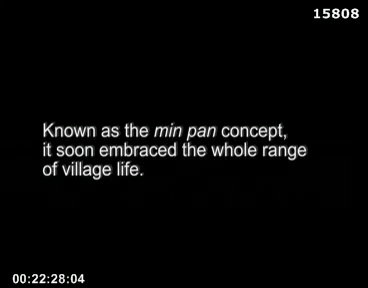 15808
Known as the min pan concept,
it soon embraced the whole range
of village life.
00:22:28:04